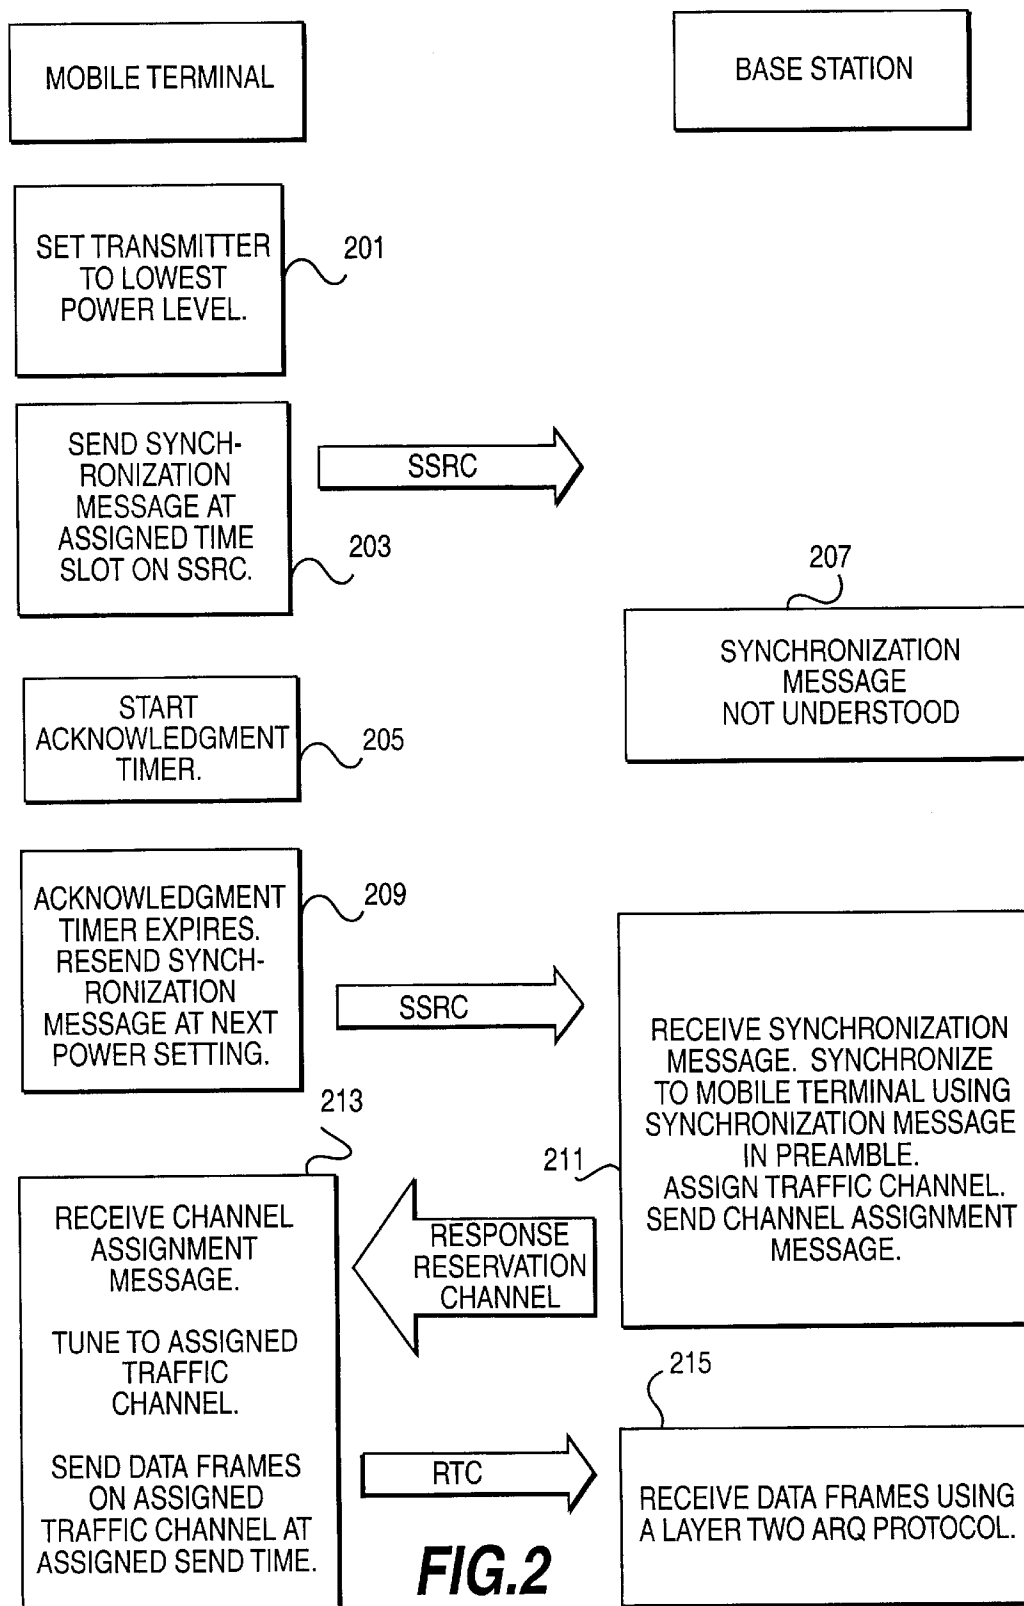 MOBILE TERMINAL
BASE STATION
SET TRANSMITTER
TO LOWEST
POWER LEVEL.
201
SEND SYNCH-
RONIZATION
MESSAGE AT
ASSIGNED TIME
SLOT ON SSRC.
203
SSRC
207
SYNCHRONIZATION
MESSAGE
NOT UNDERSTOOD
START
ACKNOWLEDGMENT
TIMER.
205
ACKNOWLEDGMENT
TIMER EXPIRES.
RESEND SYNCH-
RONIZATION
MESSAGE AT NEXT
POWER SETTING.
209
SSRC
RECEIVE SYNCHRONIZATION
MESSAGE. SYNCHRONIZE
TO MOBILE TERMINAL USING
SYNCHRONIZATION MESSAGE
IN PREAMBLE.
ASSIGN TRAFFIC CHANNEL.
SEND CHANNEL ASSIGNMENT
MESSAGE.
211
213
RESPONSE
RESERVATION
CHANNEL
RECEIVE CHANNEL
ASSIGNMENT
MESSAGE.
TUNE TO ASSIGNED
TRAFFIC
CHANNEL.
SEND DATA FRAMES
ON ASSIGNED
TRAFFIC CHANNEL AT
ASSIGNED SEND TIME.
RTC
215
RECEIVE DATA FRAMES USING
A LAYER TWO ARQ PROTOCOL.
FIG.2